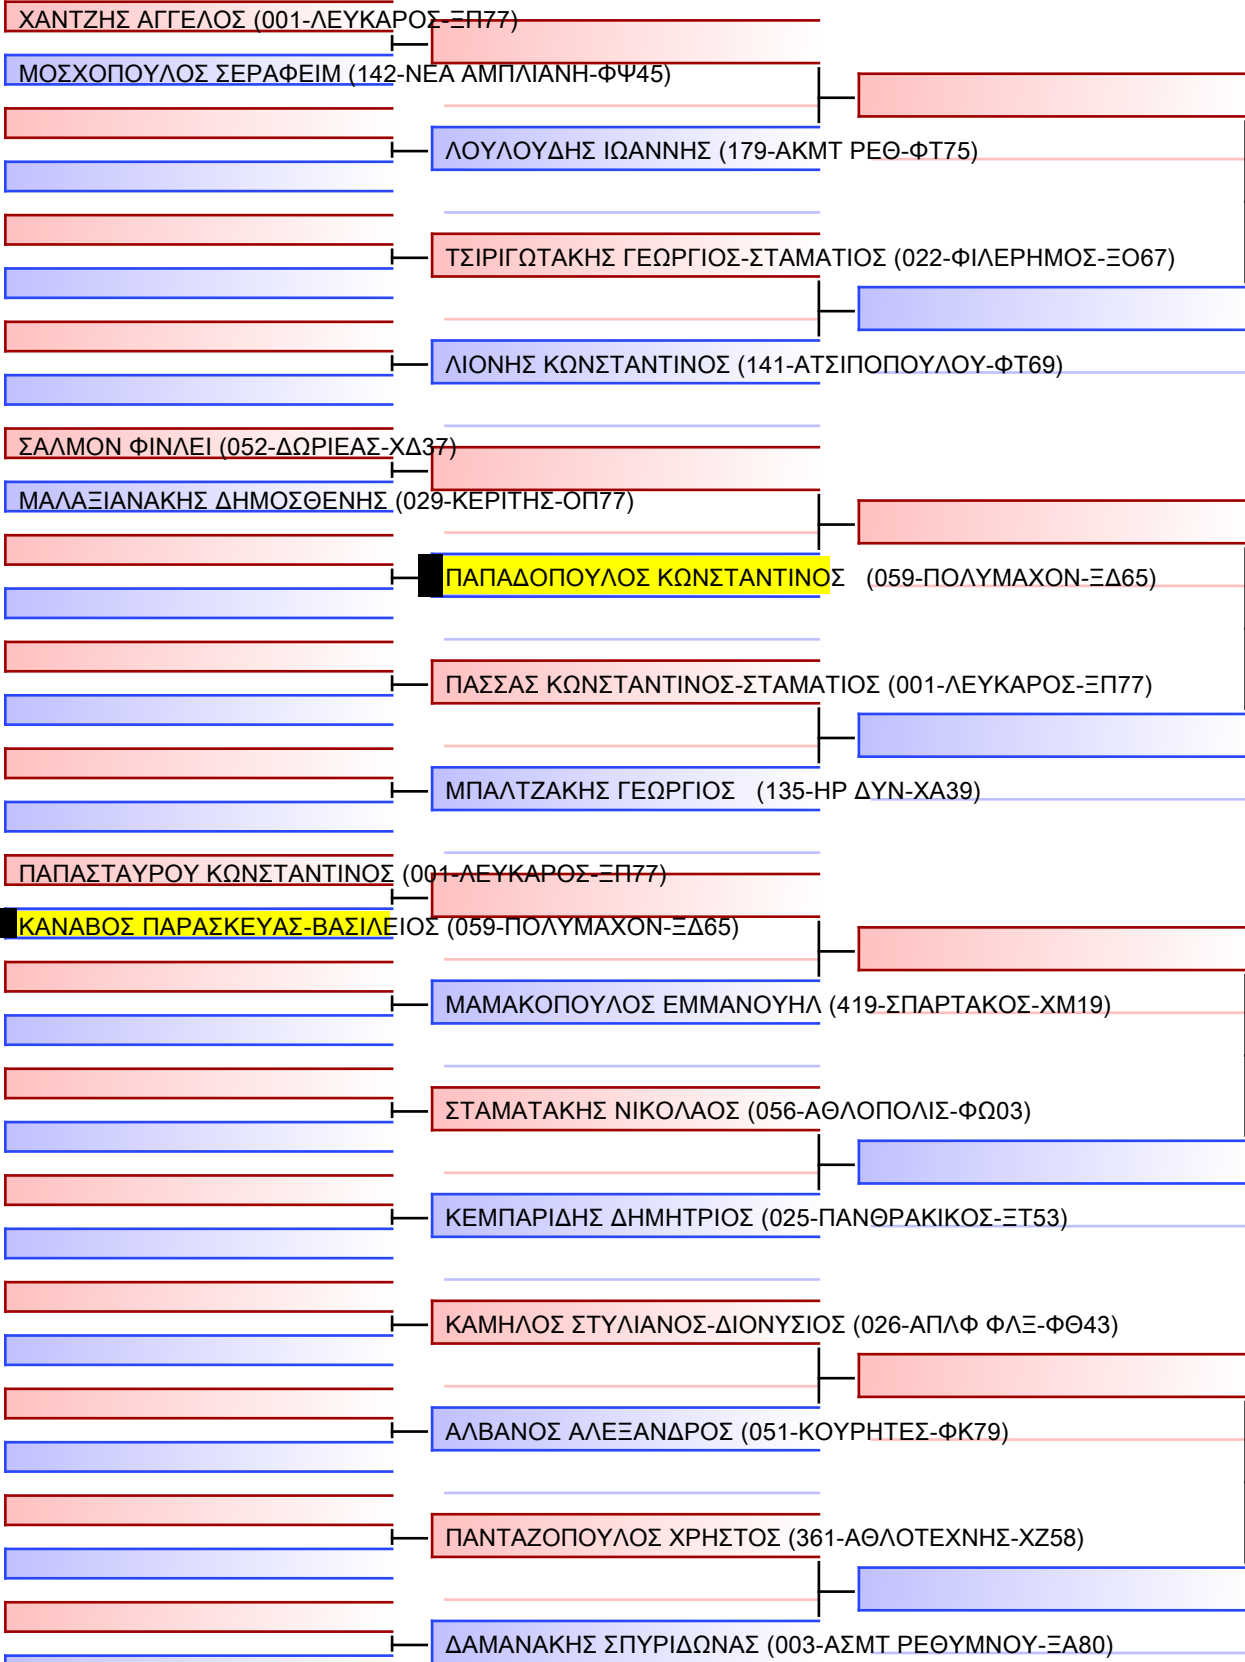 ΧΑΝΤΖΗΣ ΑΓΓΕΛΟΣ (001-ΛΕΥΚΑΡΟΣ-ΞΠ77)
ΜΟΣΧΟΠΟΥΛΟΣ ΣΕΡΑΦΕΙΜ (142-ΝΕΑ ΑΜΠΛΙΑΝΗ-ΦΨ45)
ΛΟΥΛΟΥΔΗΣ ΙΩΑΝΝΗΣ (179-ΑΚΜΤ ΡΕΘ-ΦΤ75)
ΤΣΙΡΙΓΩΤΑΚΗΣ ΓΕΩΡΓΙΟΣ-ΣΤΑΜΑΤΙΟΣ (022-ΦΙΛΕΡΗΜΟΣ-ΞΟ67)
ΛΙΟΝΗΣ ΚΩΝΣΤΑΝΤΙΝΟΣ (141-ΑΤΣΙΠΟΠΟΥΛΟΥ-ΦΤ69)
ΣΑΛΜΟΝ ΦΙΝΛΕΙ (052-ΔΩΡΙΕΑΣ-ΧΔ37)
ΜΑΛΑΞΙΑΝΑΚΗΣ ΔΗΜΟΣΘΕΝΗΣ (029-ΚΕΡΙΤΗΣ-ΟΠ77)
ΠΑΠΑΔΟΠΟΥΛΟΣ ΚΩΝΣΤΑΝΤΙΝΟΣ (059-ΠΟΛΥΜΑΧΟΝ-ΞΔ65)
ΠΑΣΣΑΣ ΚΩΝΣΤΑΝΤΙΝΟΣ-ΣΤΑΜΑΤΙΟΣ (001-ΛΕΥΚΑΡΟΣ-ΞΠ77)
ΜΠΑΛΤΖΑΚΗΣ ΓΕΩΡΓΙΟΣ (135-ΗΡ ΔΥΝ-ΧΑ39)
ΠΑΠΑΣΤΑΥΡΟΥ ΚΩΝΣΤΑΝΤΙΝΟΣ (001-ΛΕΥΚΑΡΟΣ-ΞΠ77)
ΚΑΝΑΒΟΣ ΠΑΡΑΣΚΕΥΑΣ-ΒΑΣΙΛΕΙΟΣ (059-ΠΟΛΥΜΑΧΟΝ-ΞΔ65)
ΜΑΜΑΚΟΠΟΥΛΟΣ ΕΜΜΑΝΟΥΗΛ (419-ΣΠΑΡΤΑΚΟΣ-ΧΜ19)
ΣΤΑΜΑΤΑΚΗΣ ΝΙΚΟΛΑΟΣ (056-ΑΘΛΟΠΟΛΙΣ-ΦΩ03)
ΚΕΜΠΑΡΙΔΗΣ ΔΗΜΗΤΡΙΟΣ (025-ΠΑΝΘΡΑΚΙΚΟΣ-ΞΤ53)
ΚΑΜΗΛΟΣ ΣΤΥΛΙΑΝΟΣ-ΔΙΟΝΥΣΙΟΣ (026-ΑΠΛΦ ΦΛΞ-ΦΘ43)
ΑΛΒΑΝΟΣ ΑΛΕΞΑΝΔΡΟΣ (051-ΚΟΥΡΗΤΕΣ-ΦΚ79)
ΠΑΝΤΑΖΟΠΟΥΛΟΣ ΧΡΗΣΤΟΣ (361-ΑΘΛΟΤΕΧΝΗΣ-ΧΖ58)
ΔΑΜΑΝΑΚΗΣ ΣΠΥΡΙΔΩΝΑΣ (003-ΑΣΜΤ ΡΕΘΥΜΝΟΥ-ΞΑ80)